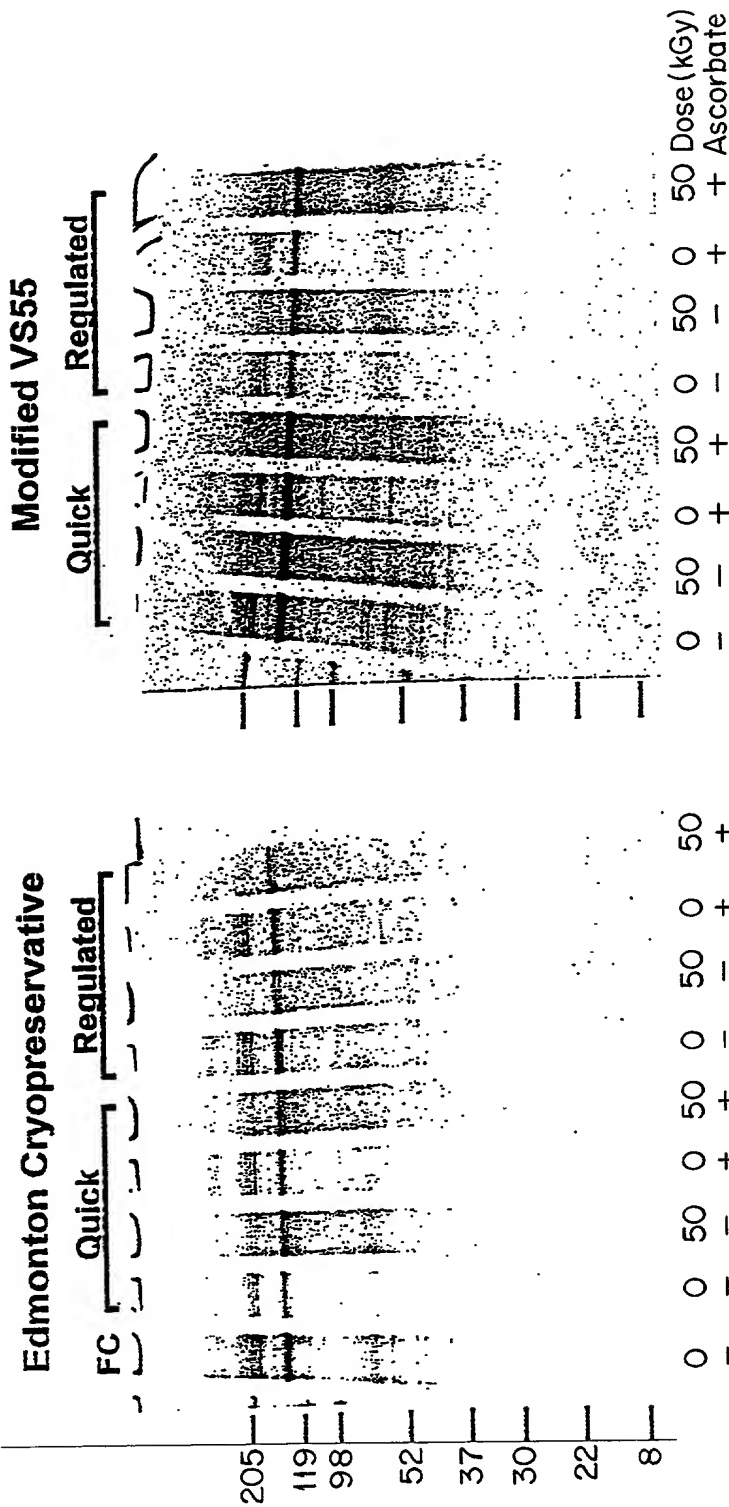 Edmonton Cryopreservative
Modified VS55
FC Quick Regulated
Quick Regulated
205
119
98
52
37
30
22
8
0 0 50 0 50 0 50 0 50
0 50 0 50 0 50 0 50 Dose (kGy)
– – – + + – – + +
– – + + – – + + Ascorbate